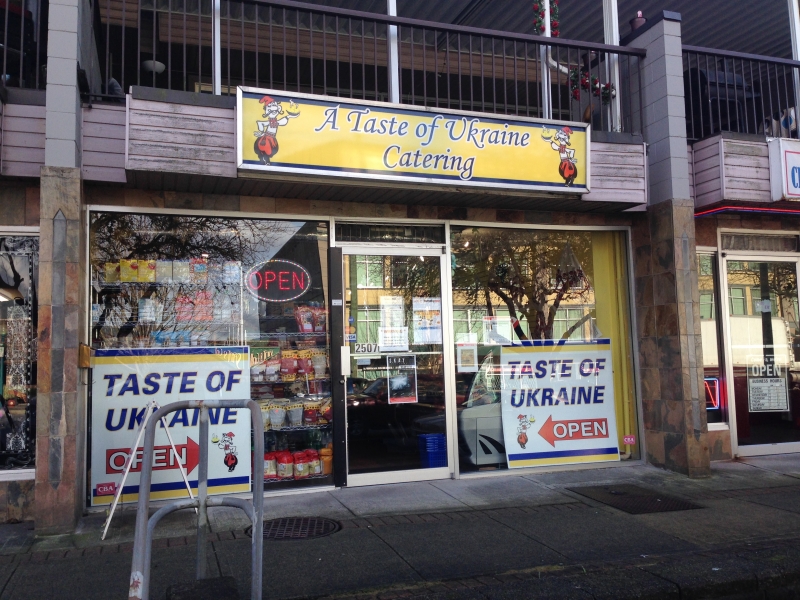 A Taste of Ukraine
Catering
OPEN
2507
TASTE OF
UKRAINE
OPEN
TASTE OF
UKRAINE
OPEN
OPEN